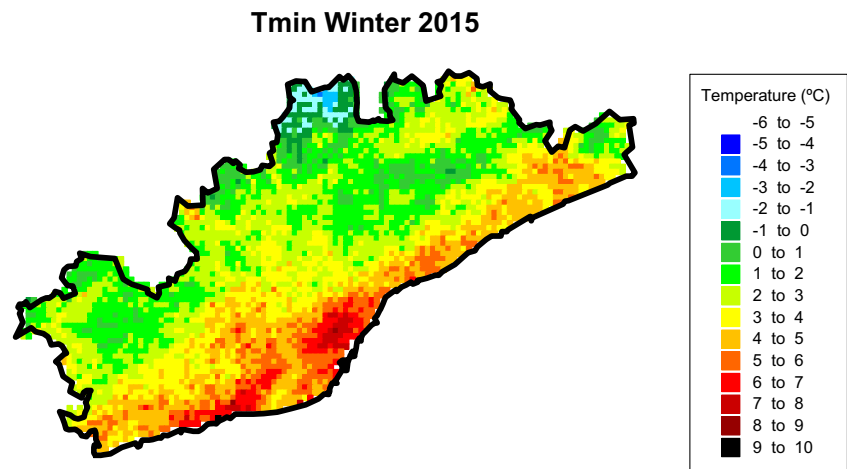 Tmin Winter 2015
Temperature (ºC)
-6 to -5
-5 to -4
-4 to -3
-3 to -2
-2 to -1
-1 to 0
0 to 1
1 to 2
2 to 3
3 to 4
4 to 5
5 to 6
6 to 7
7 to 8
8 to 9
9 to 10